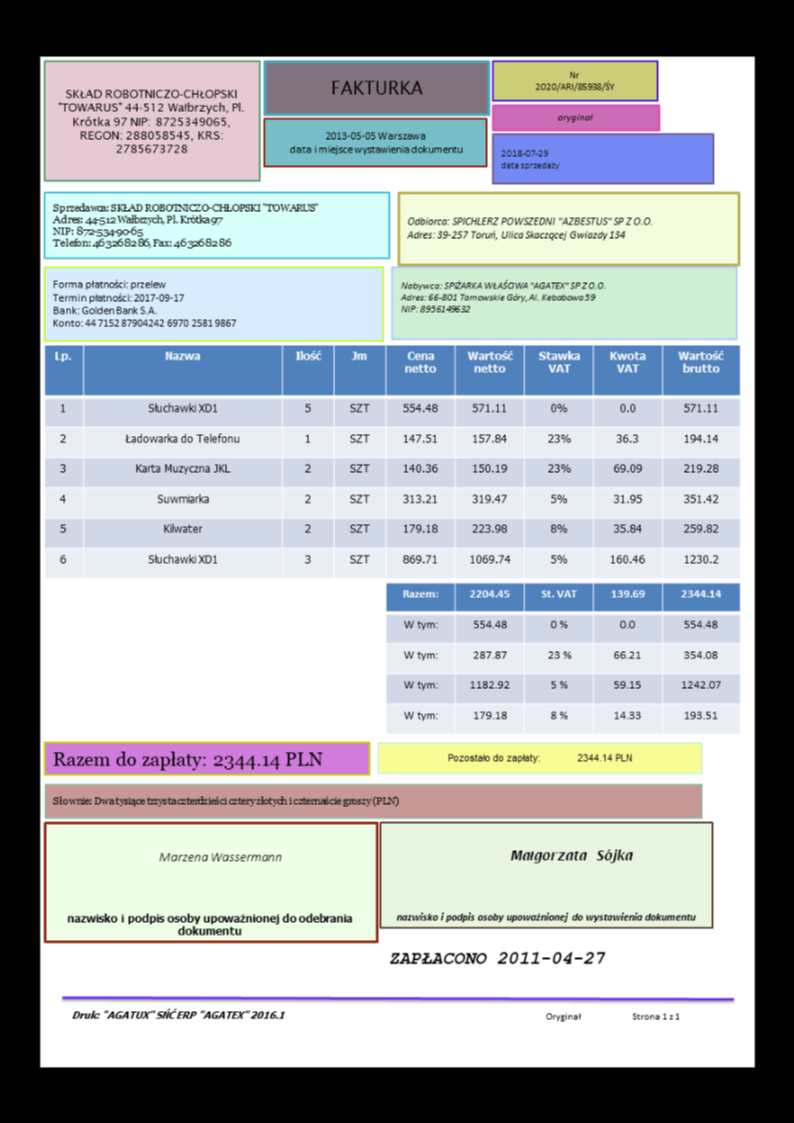 SKŁAD ROBOTNICZO-CHŁOPSKI
"TOWARUS" 44-512 Wałbrzych, Pl.
Krótka 97 NIP: 8725349065,
REGON: 288058545, KRS:
2785673728
FAKTURKA
2013-05-05 Warszawa
data i miejsce wystawienia dokumentu
Nr
2020/ARI/85938/ŚY
oryginał
2018-07-29
data sprzedaży
Sprzedawca: SKŁAD ROBOTNICZO-CHŁOPSKI "TOWARUS"
Adres: 44-512 Wałbrzych, Pl. Krótka 97
NIP: 872-534-90-65
Telefon: 463268286, Fax: 463268286
Odbiorca: SPICHLERZ POWSZEDNI "AZBESTUS" SP Z O.O.
Adres: 39-257 Toruń, Ulica Skaczącej Gwiazdy 134
Forma płatności: przelew
Termin płatności: 2017-09-17
Bank: Golden Bank S.A.
Konto: 44 7152 87904242 6970 2581 9867
Nabywca: SPIŻARKA WŁAŚCIWA "AGATEX" SP Z O.O.
Adres: 66-801 Tarnowskie Góry, Al. Kebabowa 59
NIP: 8956149632
Lp. Nazwa Ilość Jm Cena netto Wartość netto Stawka VAT Kwota VAT Wartość brutto
1 Słuchawki XD1 5 SZT 554.48 571.11 0% 0.0 571.11
2 Ładowarka do Telefonu 1 SZT 147.51 157.84 23% 36.3 194.14
3 Karta Muzyczna JKL 2 SZT 140.36 150.19 23% 69.09 219.28
4 Suwmiarka 2 SZT 313.21 319.47 5% 31.95 351.42
5 Kilwater 2 SZT 179.18 223.98 8% 35.84 259.82
6 Słuchawki XD1 3 SZT 869.71 1069.74 5% 160.46 1230.2
Razem: 2204.45 St. VAT 139.69 2344.14
W tym: 554.48 0 % 0.0 554.48
W tym: 287.87 23 % 66.21 354.08
W tym: 1182.92 5 % 59.15 1242.07
W tym: 179.18 8 % 14.33 193.51
Razem do zapłaty: 2344.14 PLN
Pozostało do zapłaty: 2344.14 PLN
Słownie: Dwa tysiące trzysta czterdzieści cztery złotych i czternaście groszy (PLN)
Marzena Wassermann
nazwisko i podpis osoby upoważnionej do odebrania
dokumentu
Małgorzata Sójka
nazwisko i podpis osoby upoważnionej do wystawienia dokumentu
ZAPŁACONO 2011-04-27
Druk: "AGATUX" SŃĆ ERP "AGATEX" 2016.1
Oryginał Strona 1 z 1